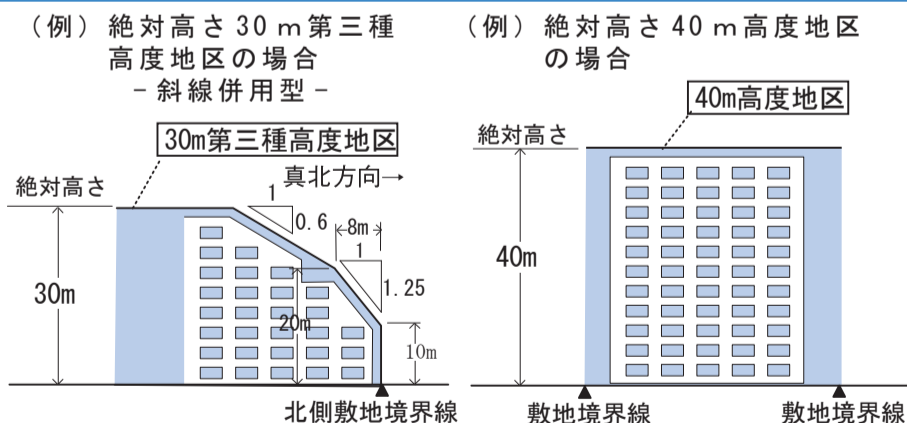 (例) 絶対高さ30m第三種
高度地区の場合
-斜線併用型-
30m第三種高度地区
真北方向→
絶対高さ
1
0.6
8m
1
1.25
30m
20m
10m
北側敷地境界線
(例) 絶対高さ40m高度地区
の場合
40m高度地区
絶対高さ
40m
敷地境界線
敷地境界線